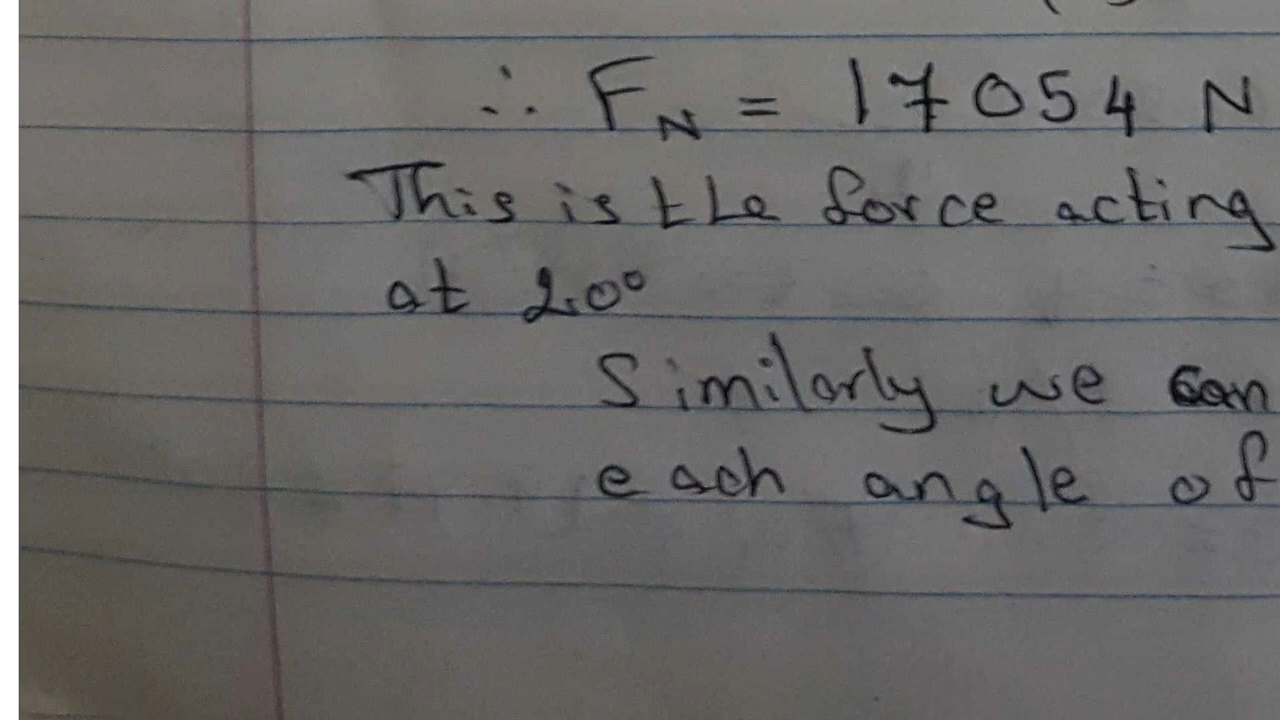 ∴ F_N = 17054 N
This is the force acting
at 20°
Similarly we can
each angle of